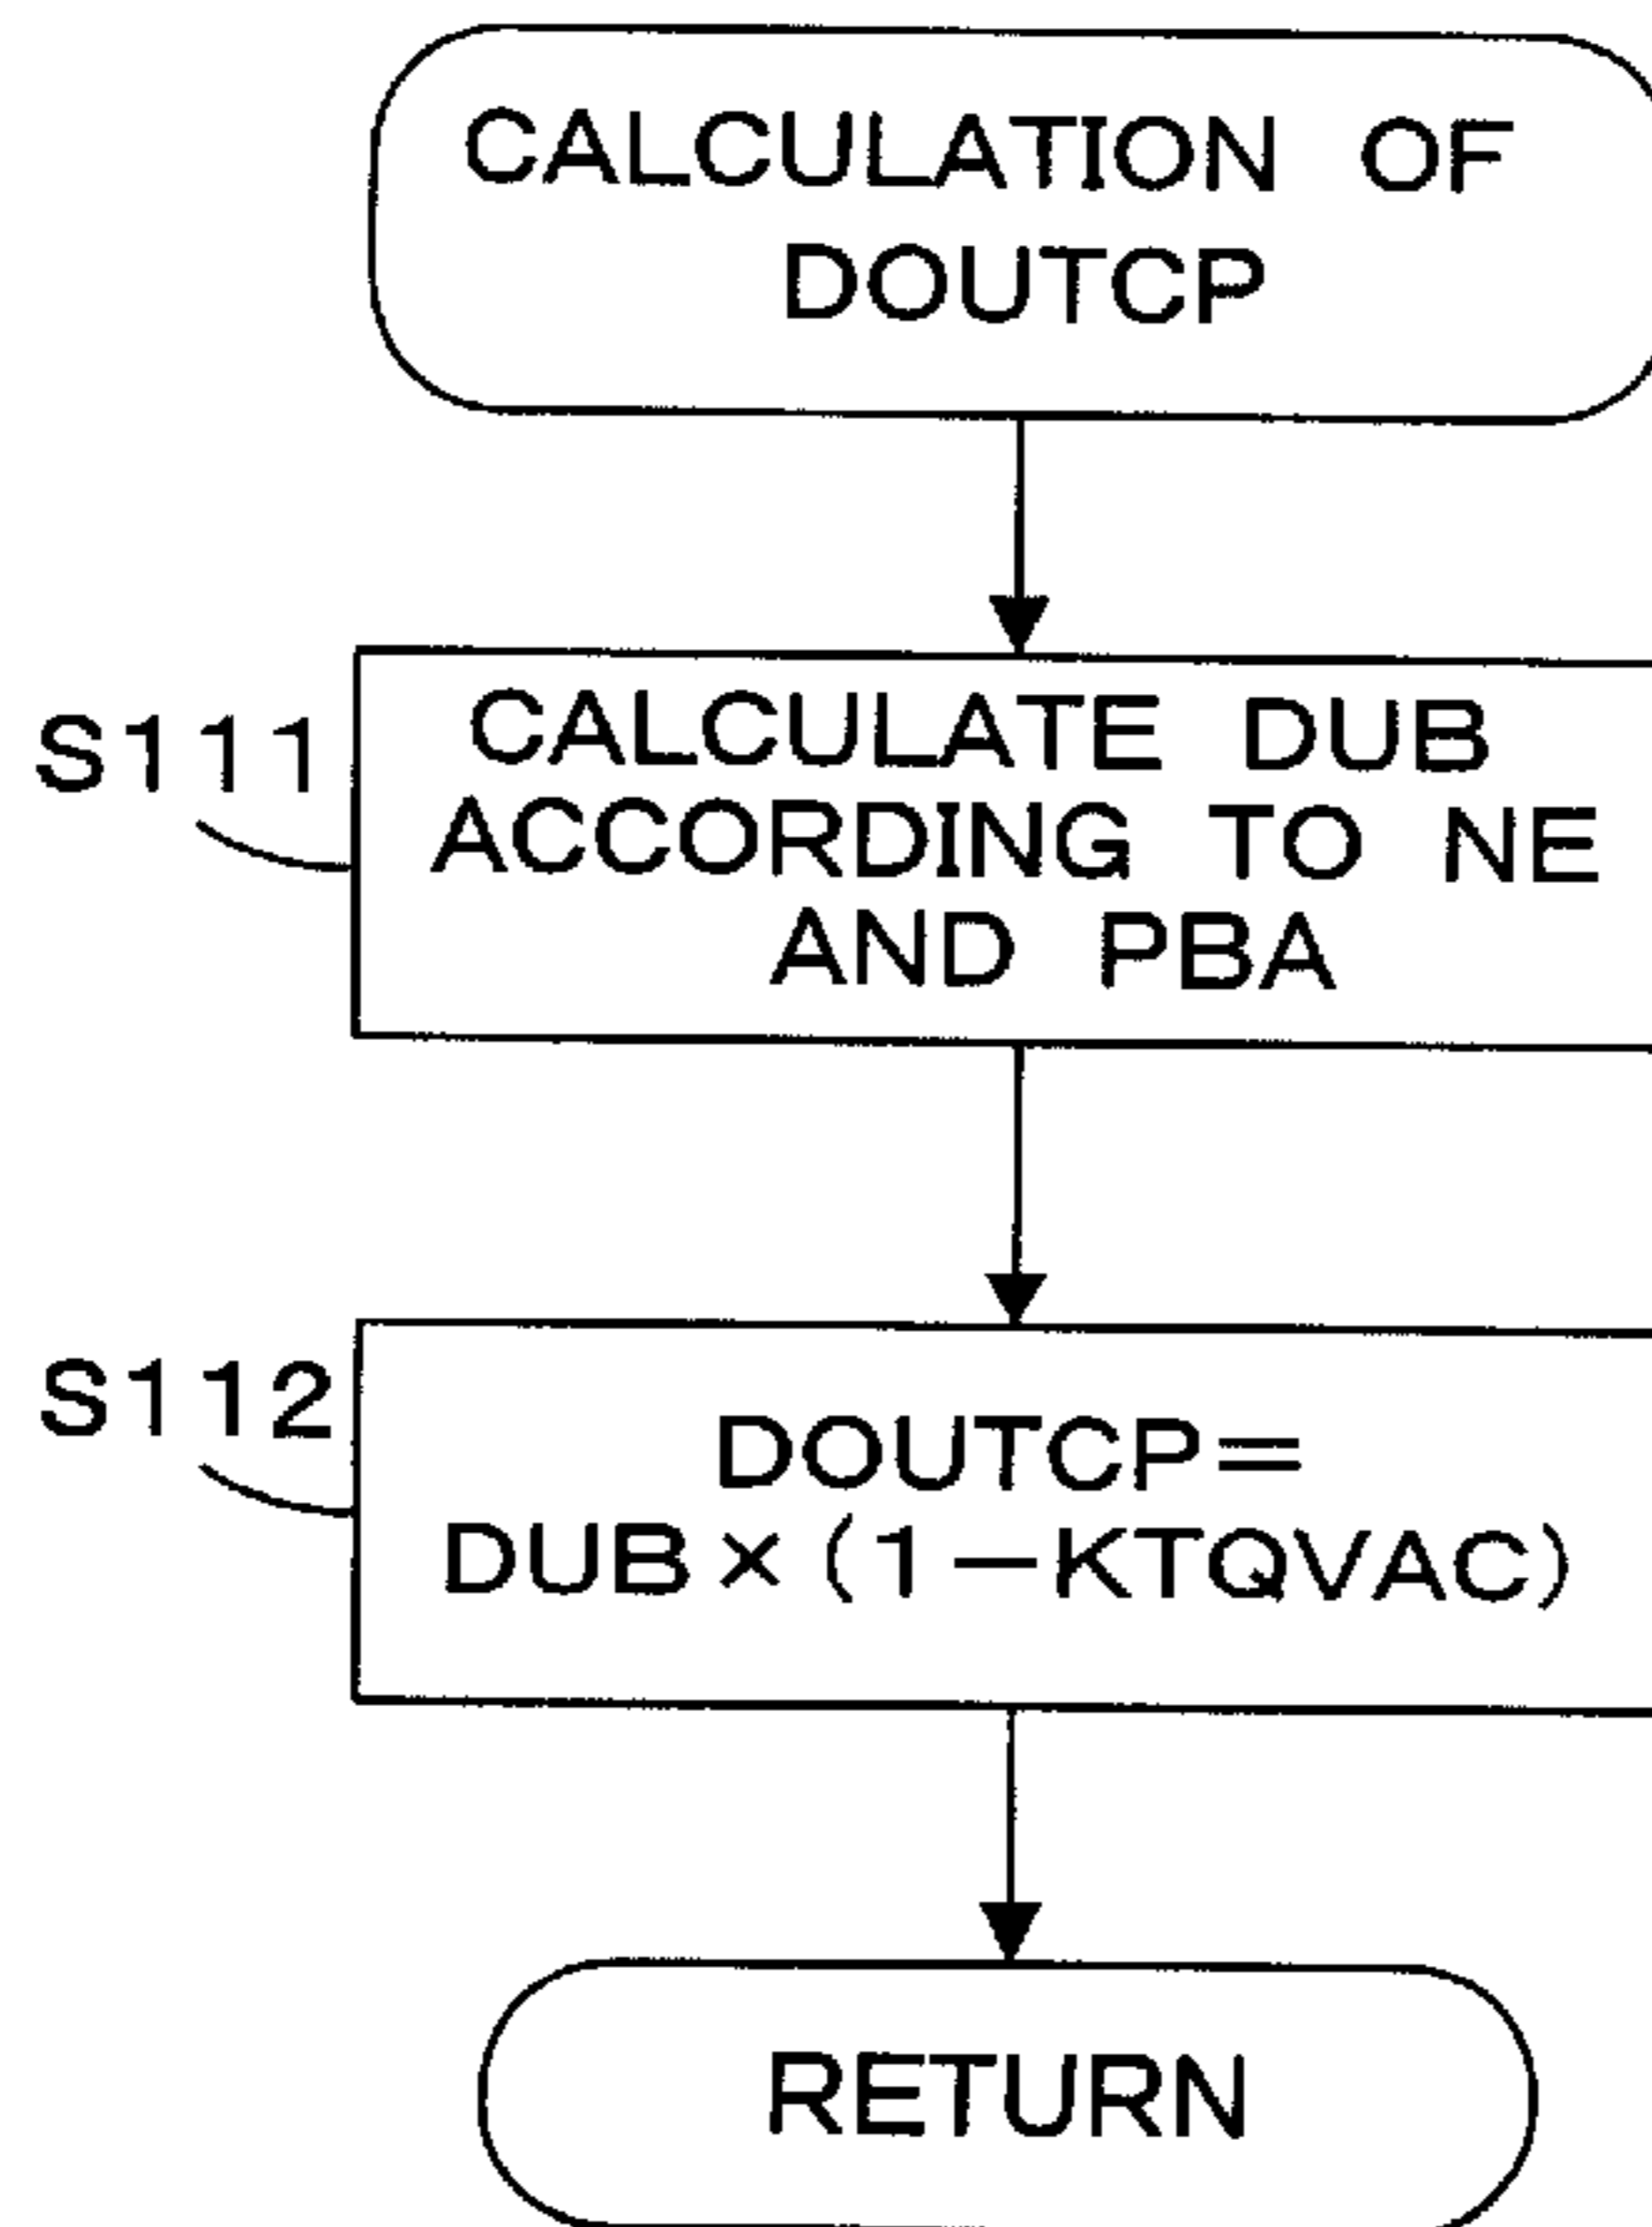 CALCULATION OF
DOUTCP
S111
CALCULATE DUB
ACCORDING TO NE
AND PBA
S112
DOUTCP=
DUB×(1-KTQVAC)
RETURN